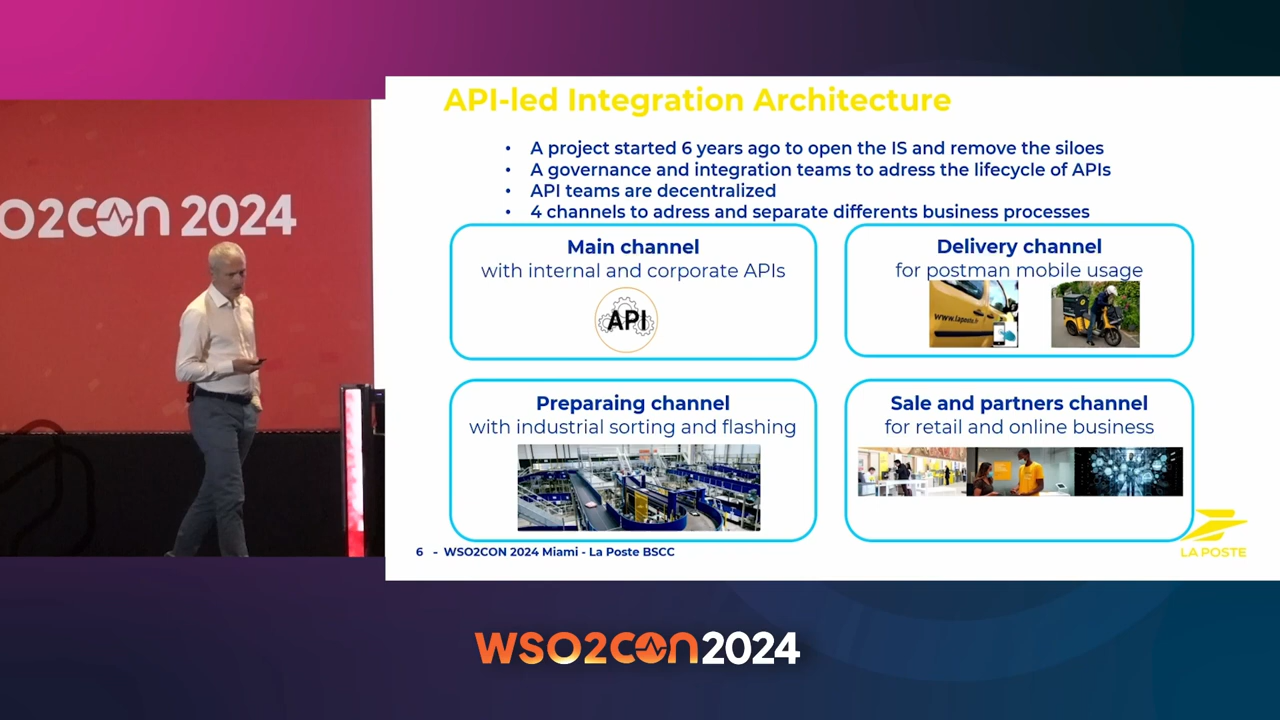 O2CON 2024
API-led Integration Architecture
• A project started 6 years ago to open the IS and remove the siloes
• A governance and integration teams to adress the lifecycle of APIs
• API teams are decentralized
• 4 channels to adress and separate differents business processes
Main channel
with internal and corporate APIs
API
Delivery channel
for postman mobile usage
www.laposte.fr
Preparaing channel
with industrial sorting and flashing
Sale and partners channel
for retail and online business
6 - WSO2CON 2024 Miami - La Poste BSCC
LA POSTE
WSO2CON2024